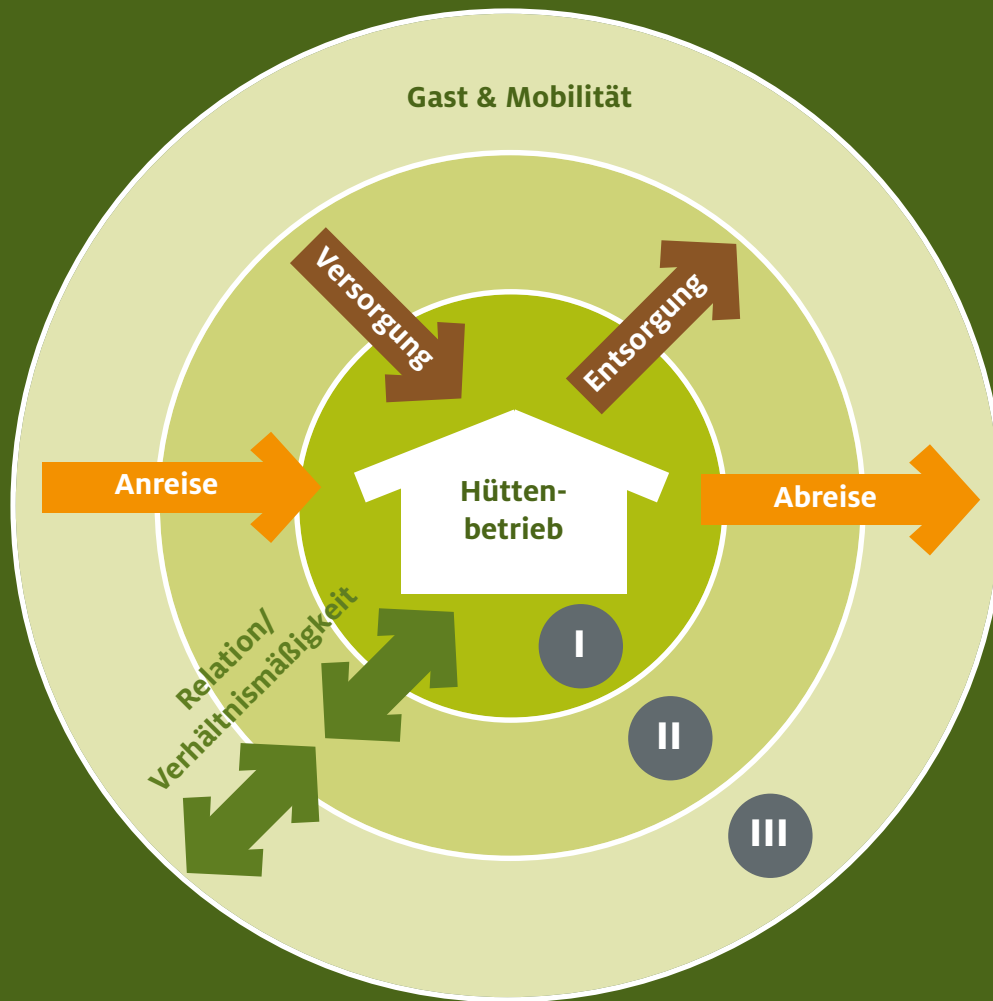 Gast & Mobilität
Versorgung
Entsorgung
Anreise
Hütten-
betrieb
Abreise
Relation/
Verhältnismäßigkeit
I
II
III